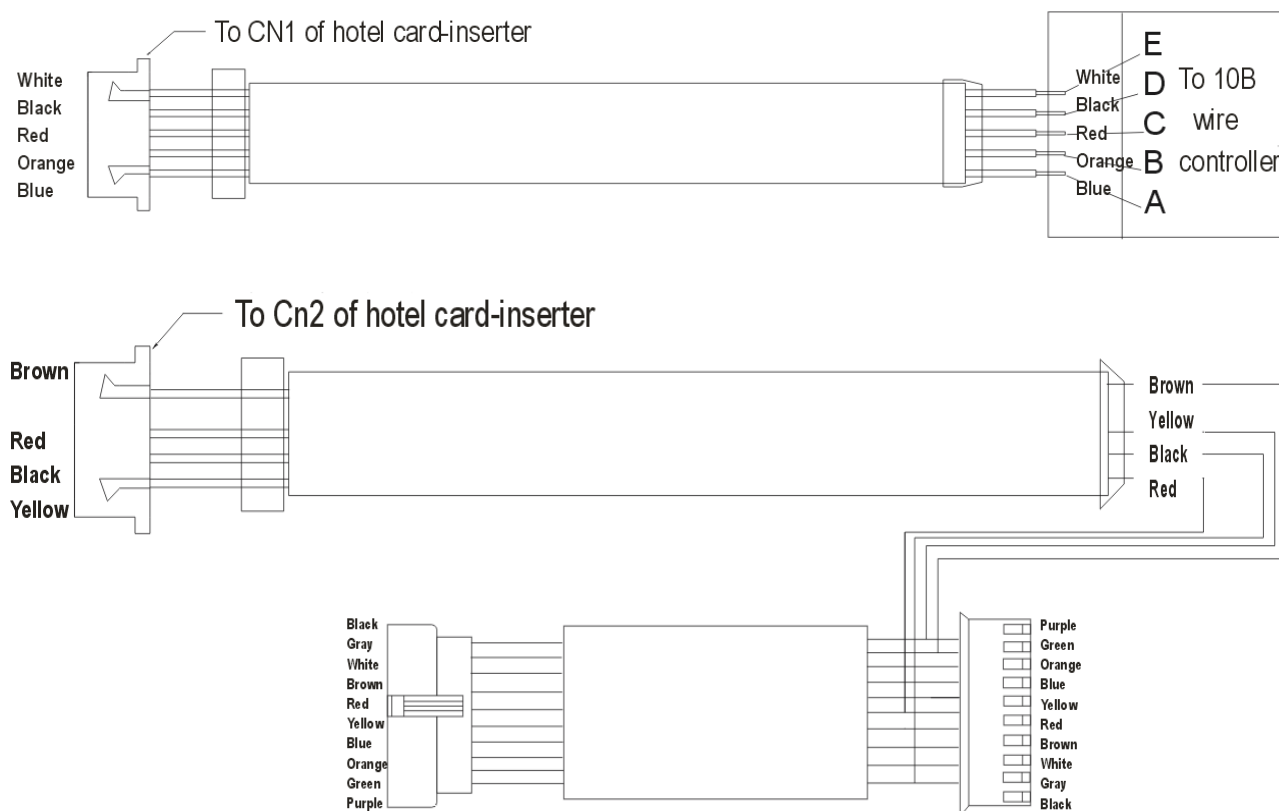 To CN1 of hotel card-inserter
White
Black
Red
Orange
Blue
White
Black
Red
Orange
Blue
E
D
C
B
A
To 10B
wire
controller
To Cn2 of hotel card-inserter
Brown
Red
Black
Yellow
Brown
Yellow
Black
Red
Black
Gray
White
Brown
Red
Yellow
Blue
Orange
Green
Purple
Purple
Green
Orange
Blue
Yellow
Red
Brown
White
Gray
Black